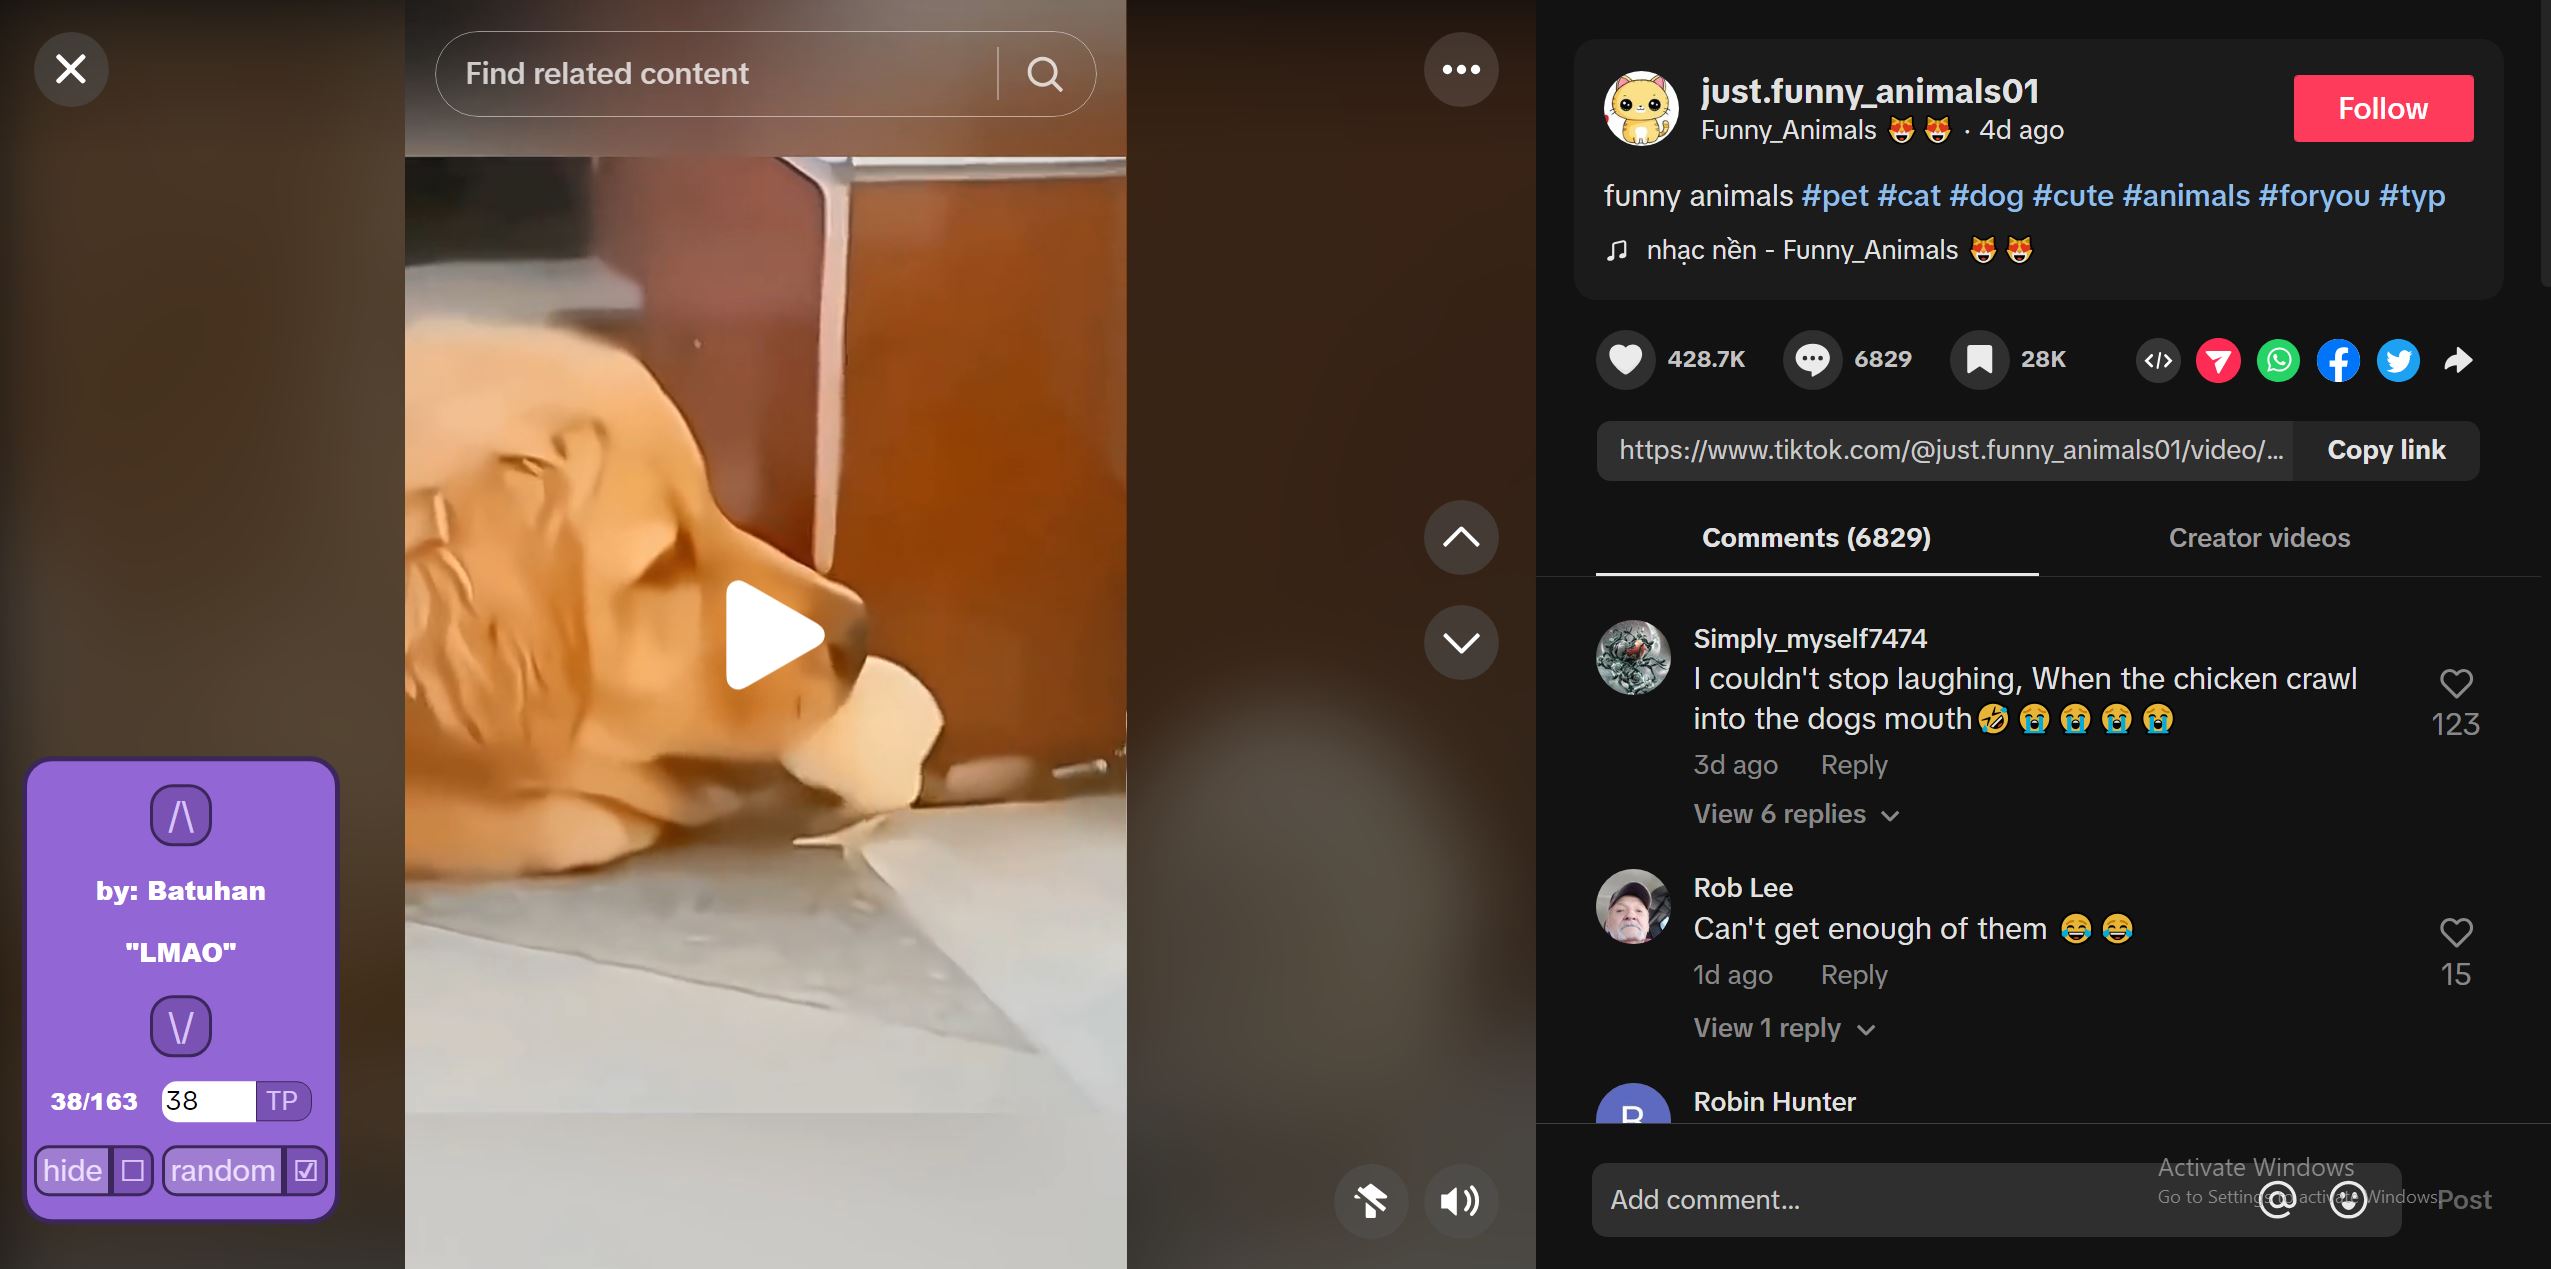 Find related content
just.funny_animals01
Follow
Funny_Animals 😻 😻 · 4d ago
funny animals #pet #cat #dog #cute #animals #foryou #typ
nhạc nền - Funny_Animals 😻 😻
428.7K
6829
28K
https://www.tiktok.com/@just.funny_animals01/video/...
Copy link
Comments (6829)
Creator videos
Simply_myself7474
I couldn't stop laughing, When the chicken crawl
into the dogs mouth🤣😭😭😭😭
123
3d ago Reply
View 6 replies
Rob Lee
Can't get enough of them 😂😂
15
1d ago Reply
View 1 reply
R
Robin Hunter
Add comment...
Activate Windows
Go to Settings to activate Windows.
Post
/\
by: Batuhan
"LMAO"
\/
38/163
38
TP
hide ☐
random ☑